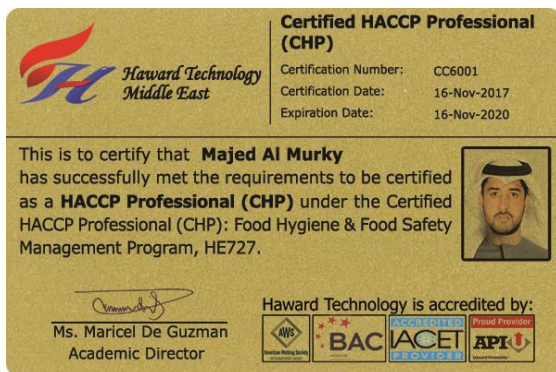 Haward Technology
Middle East
Certified HACCP Professional
(CHP)
Certification Number: CC6001
Certification Date: 16-Nov-2017
Expiration Date: 16-Nov-2020
This is to certify that Majed Al Murky
has successfully met the requirements to be certified
as a HACCP Professional (CHP) under the Certified
HACCP Professional (CHP): Food Hygiene & Food Safety
Management Program, HE727.
Ms. Maricel De Guzman
Academic Director
Haward Technology is accredited by:
AWS
American Welding Society
BAC
ACCREDITED
IACET
PROVIDER
Proud Provider
API